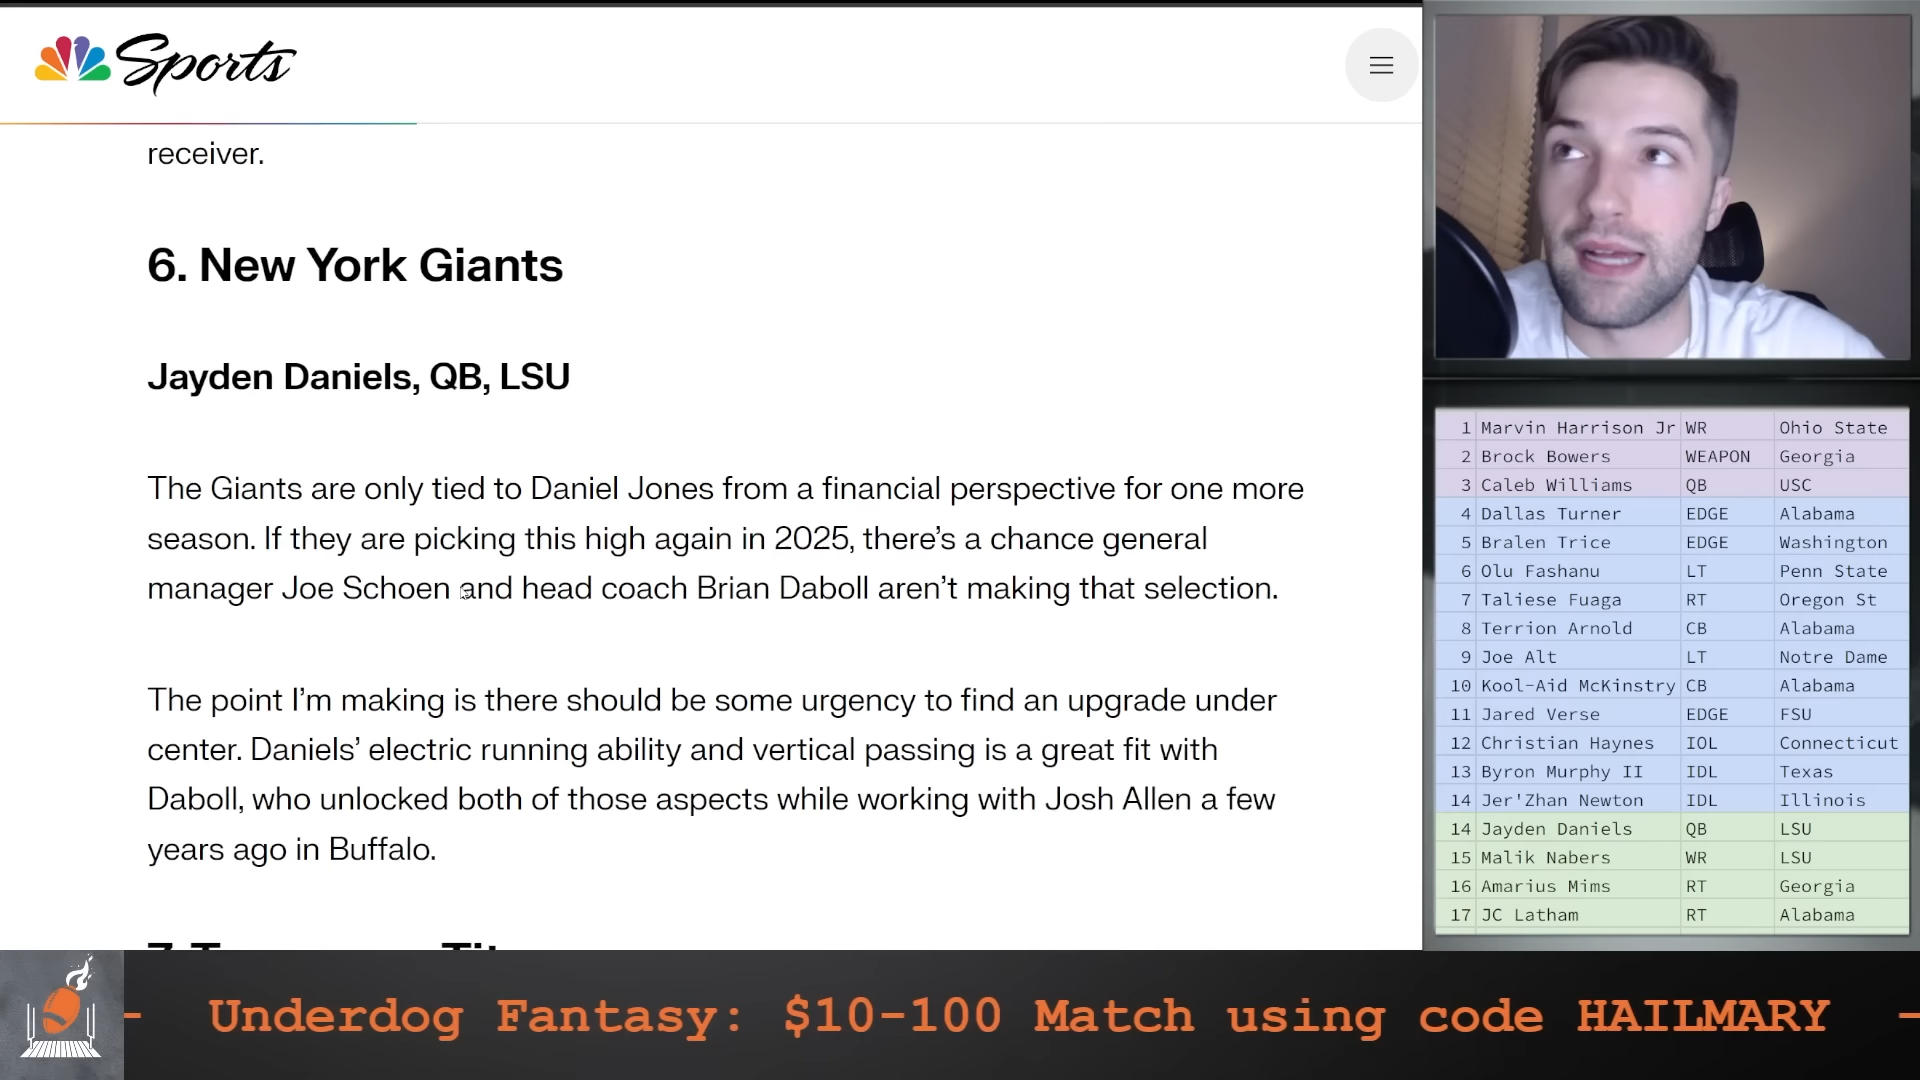 Sports
receiver.
6. New York Giants
Jayden Daniels, QB, LSU
The Giants are only tied to Daniel Jones from a financial perspective for one more
season. If they are picking this high again in 2025, there’s a chance general
manager Joe Schoen and head coach Brian Daboll aren’t making that selection.
The point I’m making is there should be some urgency to find an upgrade under
center. Daniels’ electric running ability and vertical passing is a great fit with
Daboll, who unlocked both of those aspects while working with Josh Allen a few
years ago in Buffalo.
1 Marvin Harrison Jr WR Ohio State
2 Brock Bowers WEAPON Georgia
3 Caleb Williams QB USC
4 Dallas Turner EDGE Alabama
5 Bralen Trice EDGE Washington
6 Olu Fashanu LT Penn State
7 Taliese Fuaga RT Oregon St
8 Terrion Arnold CB Alabama
9 Joe Alt LT Notre Dame
10 Kool-Aid McKinstry CB Alabama
11 Jared Verse EDGE FSU
12 Christian Haynes IOL Connecticut
13 Byron Murphy II IDL Texas
14 Jer'Zhan Newton IDL Illinois
14 Jayden Daniels QB LSU
15 Malik Nabers WR LSU
16 Amarius Mims RT Georgia
17 JC Latham RT Alabama
- Underdog Fantasy: $10-100 Match using code HAILMARY -